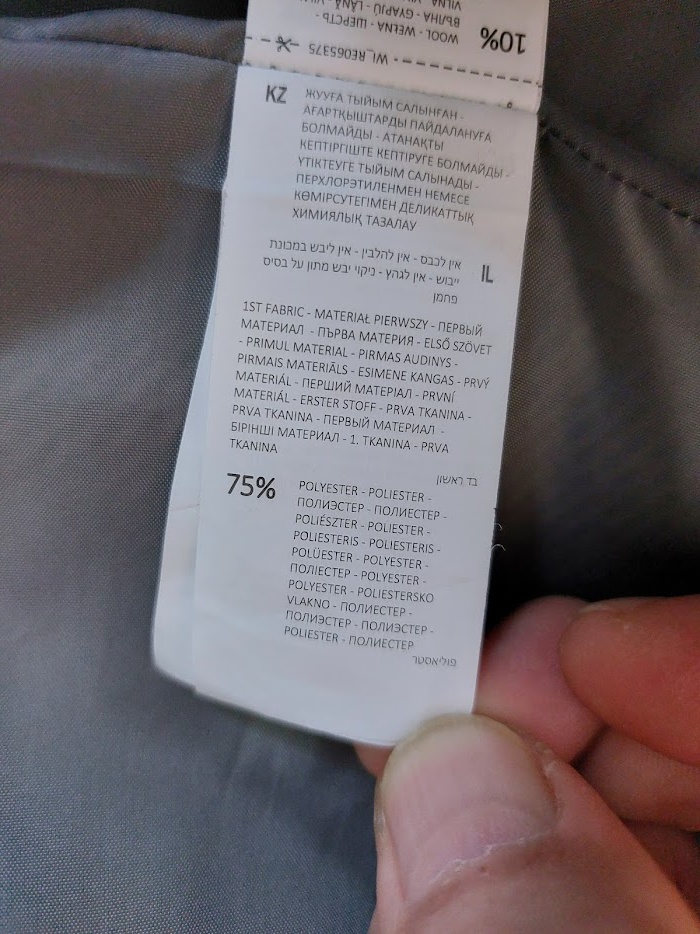 10%
WOOL - WEŁNA - ШЕРСТЬ -
ВЪЛНА - GYAPJÚ - LÂNĂ -
WL_RE065375
KZ
ЖУУҒА ТЫЙЫМ САЛЫНҒАН -
АҒАРТҚЫШТАРДЫ ПАЙДАЛАНУҒА
БОЛМАЙДЫ - АТАНАҚТЫ
КЕПТІРГІШТЕ КЕПТІРУГЕ БОЛМАЙДЫ -
ҮТІКТЕУГЕ ТЫЙЫМ САЛЫНАДЫ -
ПЕРХЛОРЭТИЛЕНМЕН НЕМЕСЕ
КӨМІРСУТЕГІМЕН ДЕЛИКАТТЫҚ
ХИМИЯЛЫҚ ТАЗАЛАУ
IL
אין לכבס - אין להלבין - אין ליבש במכונת
ייבוש - אין לגהץ - ניקוי יבש מתון על בסיס
פחמן
1ST FABRIC - MATERIAŁ PIERWSZY - ПЕРВЫЙ
МАТЕРИАЛ - ПЪРВА МАТЕРИЯ - ELSŐ SZÖVET
- PRIMUL MATERIAL - PIRMAS AUDINYS -
PIRMAIS MATERIĀLS - ESIMENE KANGAS - PRVÝ
MATERIÁL - ПЕРШИЙ МАТЕРІАЛ - PRVNÍ
MATERIÁL - ERSTER STOFF - PRVA TKANINA -
PRVA TKANINA - ПЕРВЫЙ МАТЕРИАЛ -
БІРІНШІ МАТЕРИАЛ - 1. TKANINA - PRVA
TKANINA
בד ראשון
75%
POLYESTER - POLIESTER -
ПОЛИЭСТЕР - ПОЛИЕСТЕР -
POLIÉSZTER - POLIESTER -
POLIESTERIS - POLIESTERIS -
POLÜESTER - POLYESTER -
ПОЛІЕСТЕР - POLYESTER -
POLYESTER - POLIESTERSKO
VLAKNO - ПОЛИЕСТЕР -
ПОЛИЭСТЕР - ПОЛИЭСТЕР -
POLIESTER - ПОЛИЕСТЕР
פוליאסטר